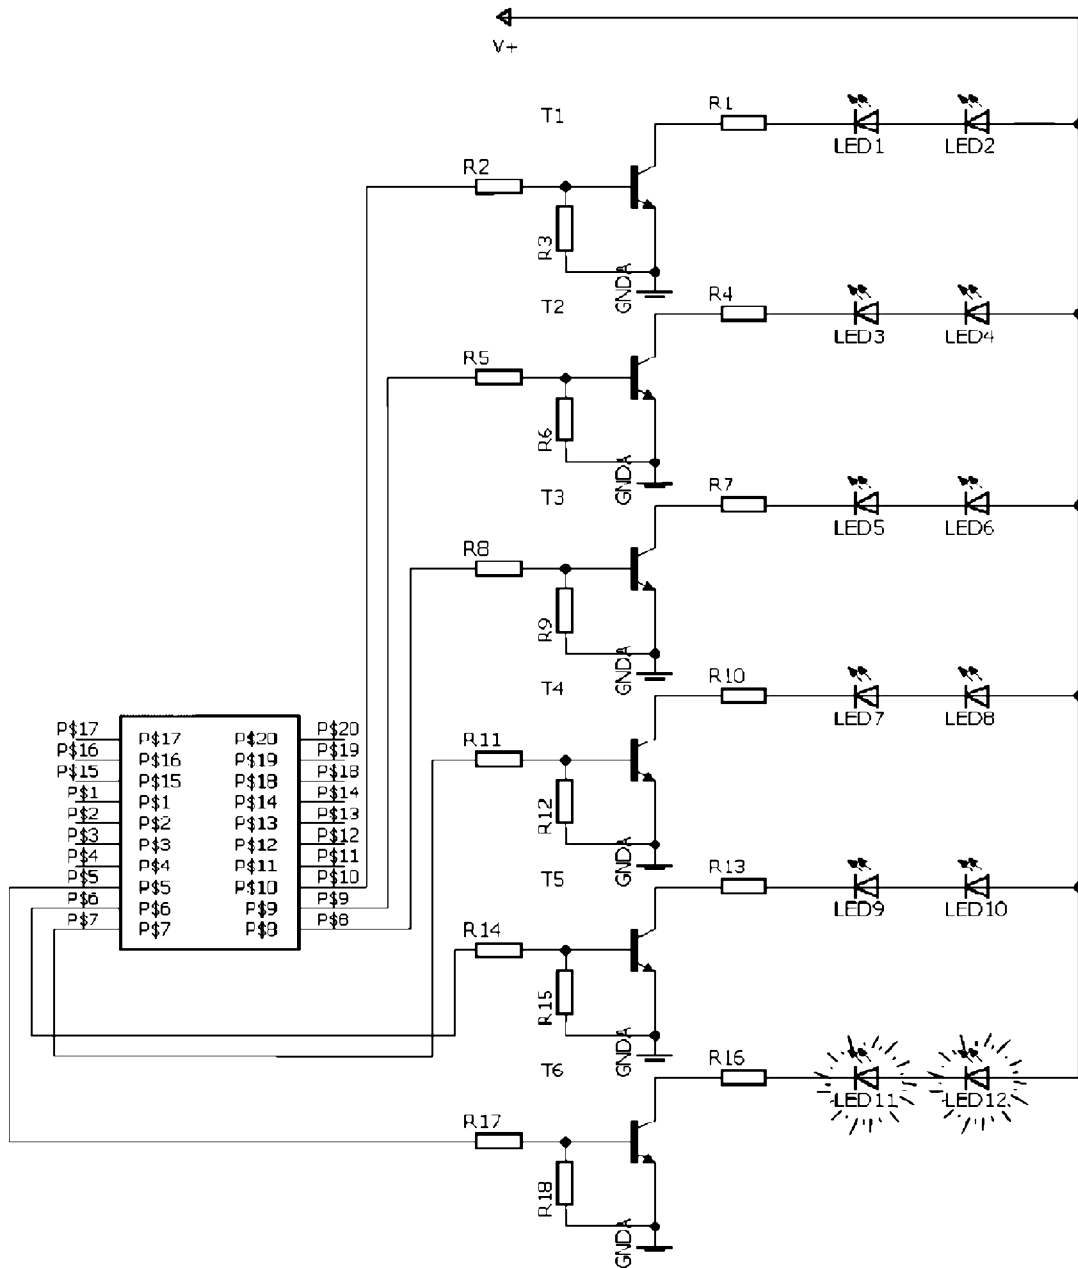 V+
T1
R1
LED1
LED2
R2
R3
GNDA
T2
R4
LED3
LED4
R5
R6
GNDA
T3
R7
LED5
LED6
R8
R9
GNDA
T4
R10
LED7
LED8
R11
R12
GNDA
T5
R13
LED9
LED10
R14
R15
GNDA
T6
R16
LED11
LED12
R17
R18
GNDA
P$17 P$17 P$20 P$20
P$16 P$16 P$19 P$19
P$15 P$15 P$18 P$18
P$1 P$1 P$14 P$14
P$2 P$2 P$13 P$13
P$3 P$3 P$12 P$12
P$4 P$4 P$11 P$11
P$5 P$5 P$10 P$10
P$6 P$6 P$9 P$9
P$7 P$7 P$8 P$8